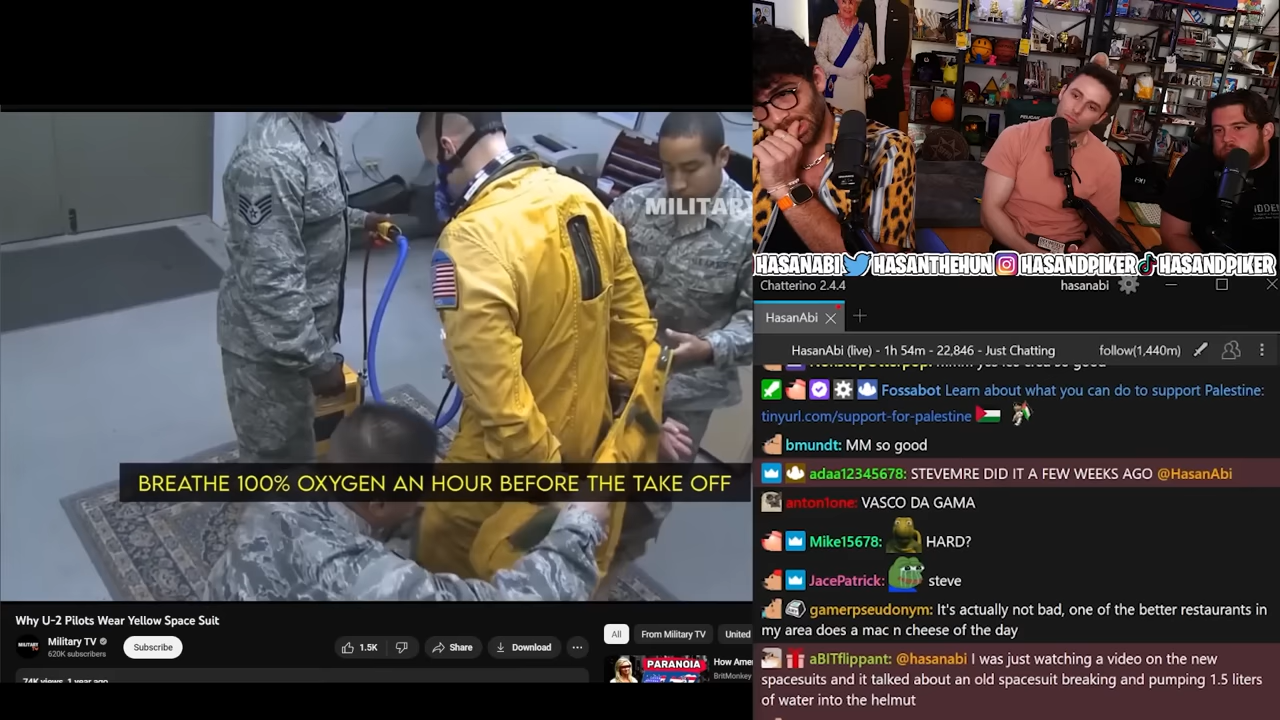 MILITARY
BREATHE 100% OXYGEN AN HOUR BEFORE THE TAKE OFF
Why U-2 Pilots Wear Yellow Space Suit
Military TV
620K subscribers
Subscribe
1.5K
Share
Download
All
From Military TV
United
PARANOIA
How Amer
BritMonkey
74K views 1 year ago
HASANABI HASANTHEHUN HASANDPIKER HASANDPIKER
Chatterino 2.4.4
hasanabi
HasanAbi
HasanAbi (live) - 1h 54m - 22,846 - Just Chatting
follow(1,440m)
Fossabot Learn about what you can do to support Palestine:
tinyurl.com/support-for-palestine
bmundt: MM so good
adaa12345678: STEVEMRE DID IT A FEW WEEKS AGO @HasanAbi
anton1one: VASCO DA GAMA
Mike15678: HARD?
JacePatrick: steve
gamerpseudonym: It's actually not bad, one of the better restaurants in
my area does a mac n cheese of the day
aBITflippant: @hasanabi I was just watching a video on the new
spacesuits and it talked about an old spacesuit breaking and pumping 1.5 liters
of water into the helmut